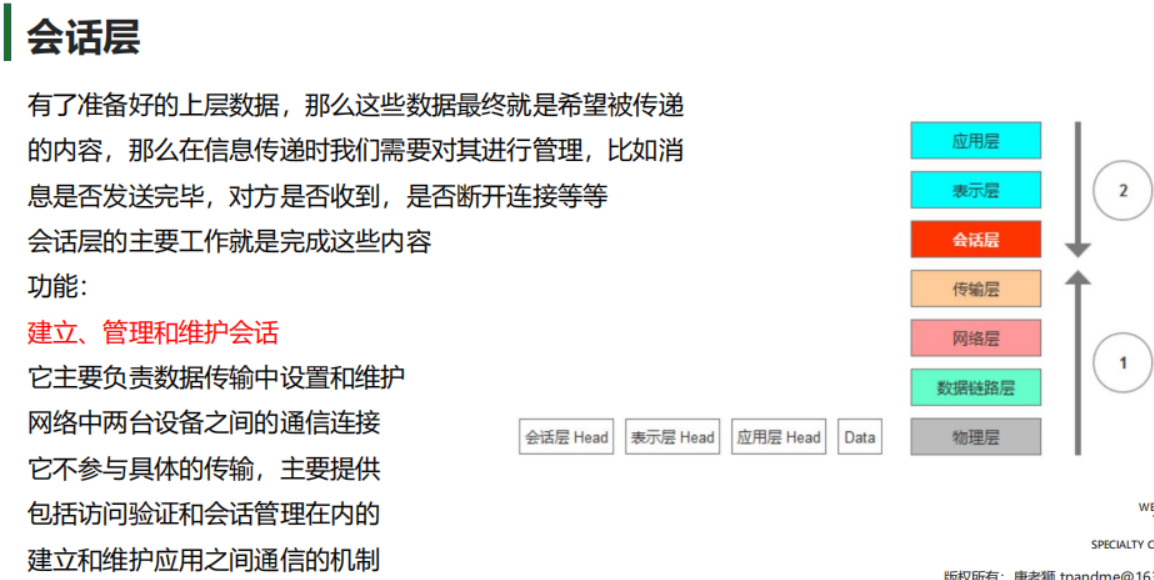 会话层
有了准备好的上层数据，那么这些数据最终就是希望被传递
的内容，那么在信息传递时我们需要对其进行管理，比如消
息是否发送完毕，对方是否收到，是否断开连接等等
会话层的主要工作就是完成这些内容
功能：
建立、管理和维护会话
它主要负责数据传输中设置和维护
网络中两台设备之间的通信连接
它不参与具体的传输，主要提供
包括访问验证和会话管理在内的
建立和维护应用之间通信的机制
会话层 Head
表示层 Head
应用层 Head
Data
应用层
表示层
会话层
传输层
网络层
数据链路层
物理层
2
1
WE
SPECIALTY C
版权所有：唐老狮 tpandme@16